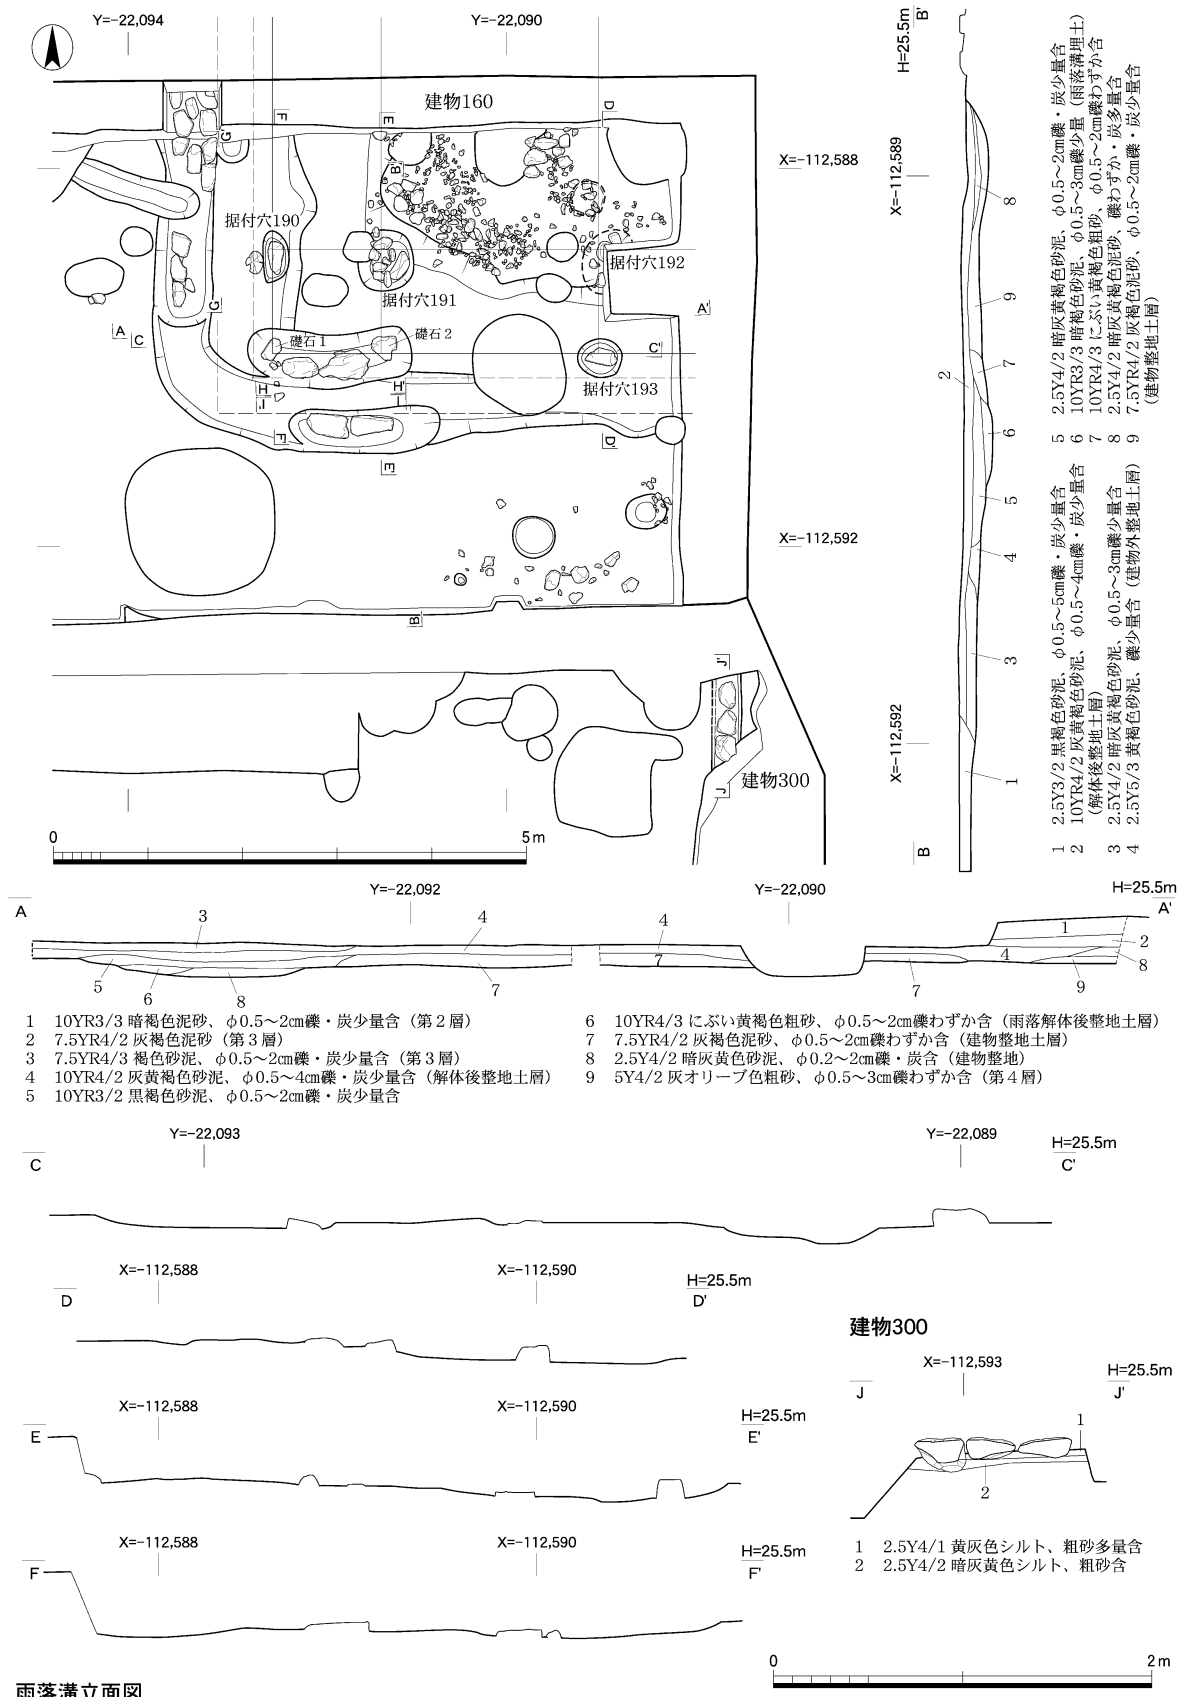 Y=−22,094
Y=−22,090
建物160
F
E
D
G'
B'
X=−112,588
据付穴190
据付穴192
据付穴191
G
A
C
A'
礎石1
礎石2
C'
据付穴193
H
H'
I
I'
F'
D'
E'
X=−112,592
B
J'
建物300
J
0
5m
H=25.5m
B'
X=−112,589
8
9
2
7
6
5
4
3
X=−112,592
1
B
1 2.5Y3/2 黒褐色砂泥、φ0.5〜5㎝礫・炭少量含
2 10YR4/2 灰黄褐色砂泥、φ0.5〜4㎝礫・炭少量含
（解体後整地土層）
3 2.5Y4/2 暗灰黄褐色砂泥、φ0.5〜3㎝礫少量含
4 2.5Y5/3 黄褐色砂泥、礫少量含（建物外整地土層）
5 2.5Y4/2 暗灰黄褐色砂泥、φ0.5〜2㎝礫・炭少量含
6 10YR3/3 暗褐色砂泥、φ0.5〜3㎝礫少量（雨落溝埋土）
7 10YR4/3 にぶい黄褐色粗砂、φ0.5〜2㎝礫わずか含
8 2.5Y4/2 暗灰黄褐色泥砂、礫わずか・炭多量含
9 7.5YR4/2 灰褐色泥砂、φ0.5〜2㎝礫・炭少量含
（建物整地土層）
Y=−22,092
Y=−22,090
H=25.5m
A
A'
3
4
4
1
2
5
6
8
7
7
7
4
9
8
1 10YR3/3 暗褐色泥砂、φ0.5〜2㎝礫・炭少量含（第2層）
2 7.5YR4/2 灰褐色泥砂（第3層）
3 7.5YR4/3 褐色砂泥、φ0.5〜2㎝礫・炭少量含（第3層）
4 10YR4/2 灰黄褐色砂泥、φ0.5〜4㎝礫・炭少量含（解体後整地土層）
5 10YR3/2 黒褐色砂泥、φ0.5〜2㎝礫・炭少量含
6 10YR4/3 にぶい黄褐色粗砂、φ0.5〜2㎝礫わずか含（雨落解体後整地土層）
7 7.5YR4/2 灰褐色泥砂、φ0.5〜2㎝礫わずか含（建物整地土層）
8 2.5Y4/2 暗灰黄色砂泥、φ0.2〜2㎝礫・炭含（建物整地）
9 5Y4/2 灰オリーブ色粗砂、φ0.5〜3㎝礫わずか含（第4層）
Y=−22,093
Y=−22,089
H=25.5m
C
C'
X=−112,588
X=−112,590
H=25.5m
D
D'
X=−112,588
X=−112,590
H=25.5m
E
E'
X=−112,588
X=−112,590
H=25.5m
F
F'
建物300
X=−112,593
H=25.5m
J
J'
1
2
1 2.5Y4/1 黄灰色シルト、粗砂多量含
2 2.5Y4/2 暗灰黄色シルト、粗砂含
0
2m
雨落溝立面図